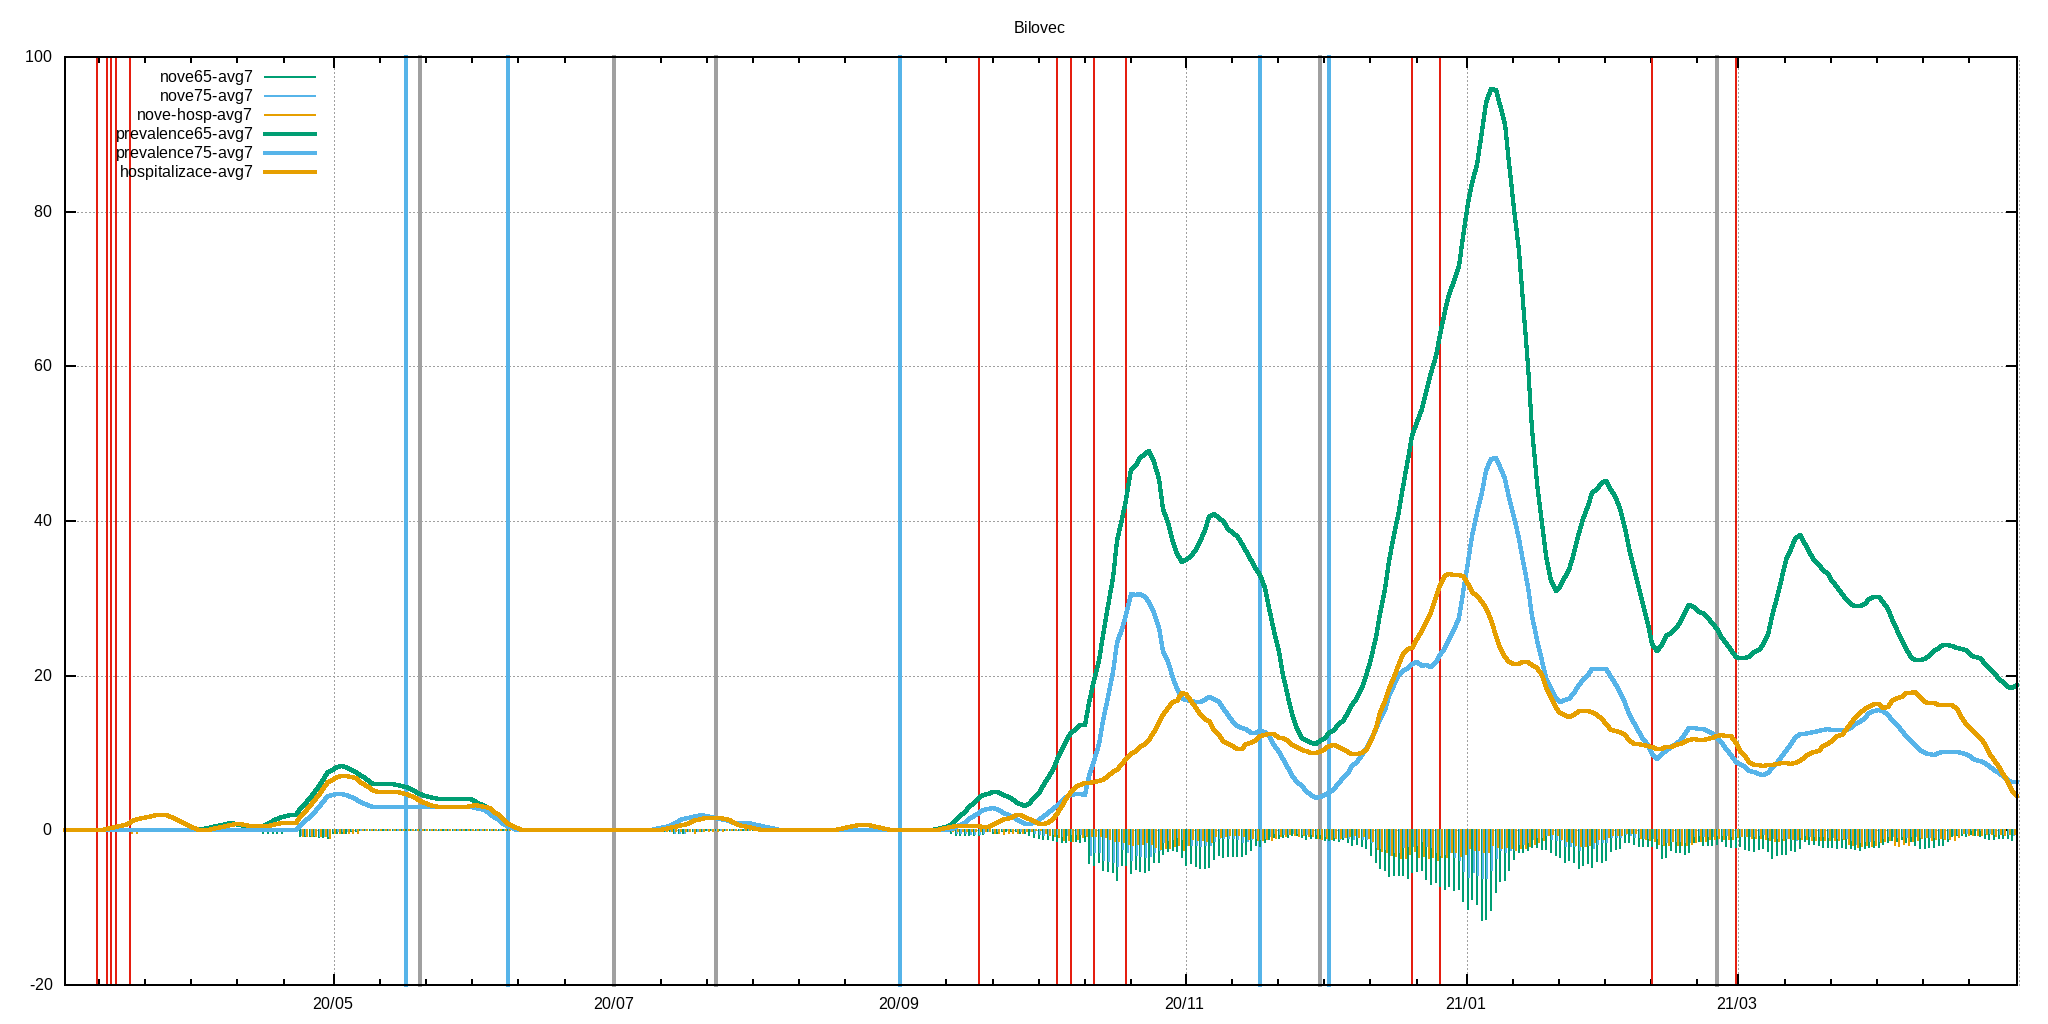 Bilovec
100
80
60
40
20
0
-20
nove65-avg7
nove75-avg7
nove-hosp-avg7
prevalence65-avg7
prevalence75-avg7
hospitalizace-avg7
20/05
20/07
20/09
20/11
21/01
21/03